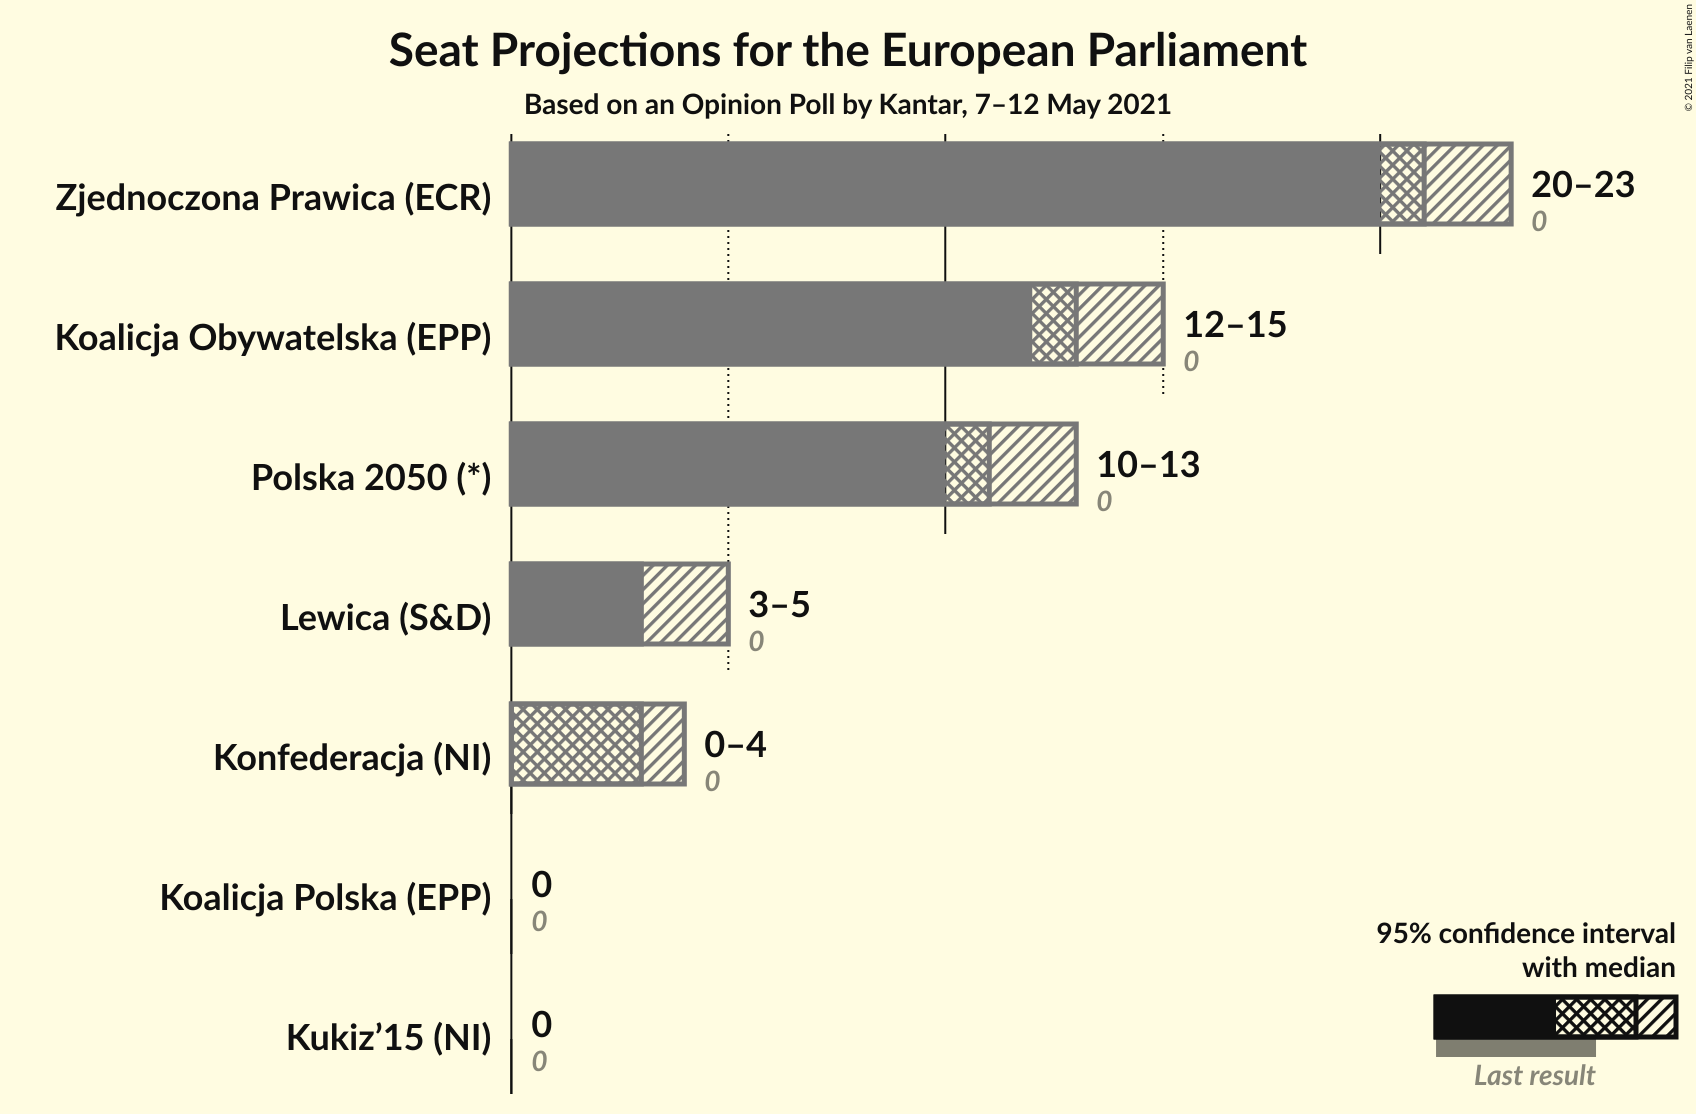 Seat Projections for the European Parliament
Based on an Opinion Poll by Kantar, 7–12 May 2021
© 2021 Filip van Laenen
Zjednoczona Prawica (ECR)
20–23
0
Koalicja Obywatelska (EPP)
12–15
0
Polska 2050 (*)
10–13
0
Lewica (S&D)
3–5
0
Konfederacja (NI)
0–4
0
Koalicja Polska (EPP)
0
0
Kukiz’15 (NI)
0
0
95% confidence interval
with median
Last result